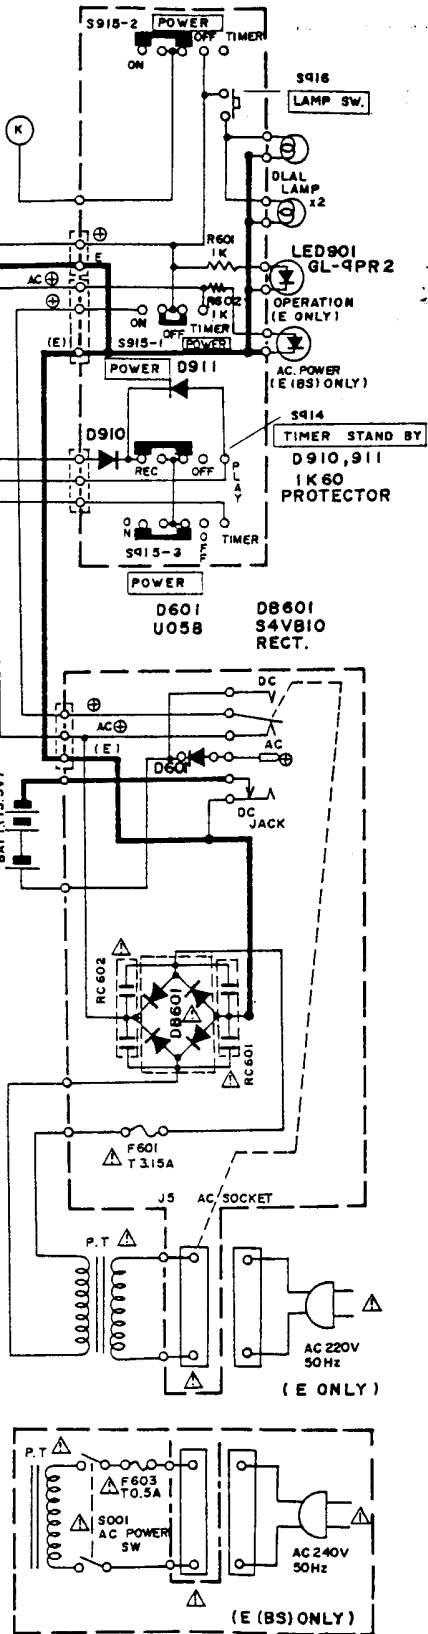 S915-2 POWER
OFF TIMER
ON
S916
LAMP SW.
K
DLAL
LAMP
x2
⊕
E
R601
1K
LED901
GL-9PR2
AC ⊕
⊕
R602
1K
OPERATION
(E ONLY)
ON
OFF
TIMER
(E)
S915-1
POWER
AC. POWER
(E (BS) ONLY)
POWER
D911
S914
TIMER STAND BY
D910
REC
OFF
PLAY
D910,911
1K60
PROTECTOR
ON
OFF
TIMER
S915-3
POWER
D601
U05B
DB601
S4VB10
RECT.
DC
⊕
AC⊕
(E)
AC
D601
⊕
DC
JACK
RC602
DB601
RC601
F601
T3.15A
J5 AC SOCKET
P.T
AC 220V
50Hz
(E ONLY)
P.T
F603
T0.5A
S001
AC POWER
SW
AC 240V
50Hz
(E (BS) ONLY)